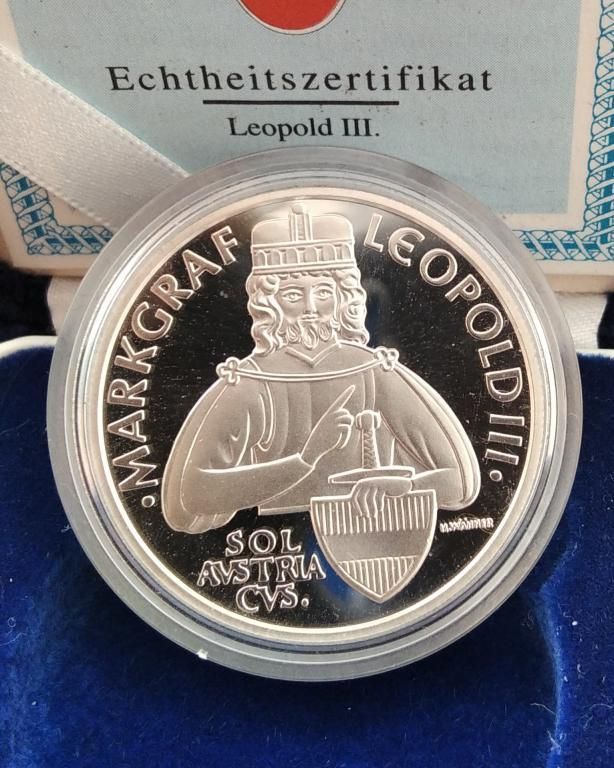 Echtheitszertifikat
Leopold III.
·MARKGRAF LEOPOLD III·
SOL
AVSTRIA
CVS.